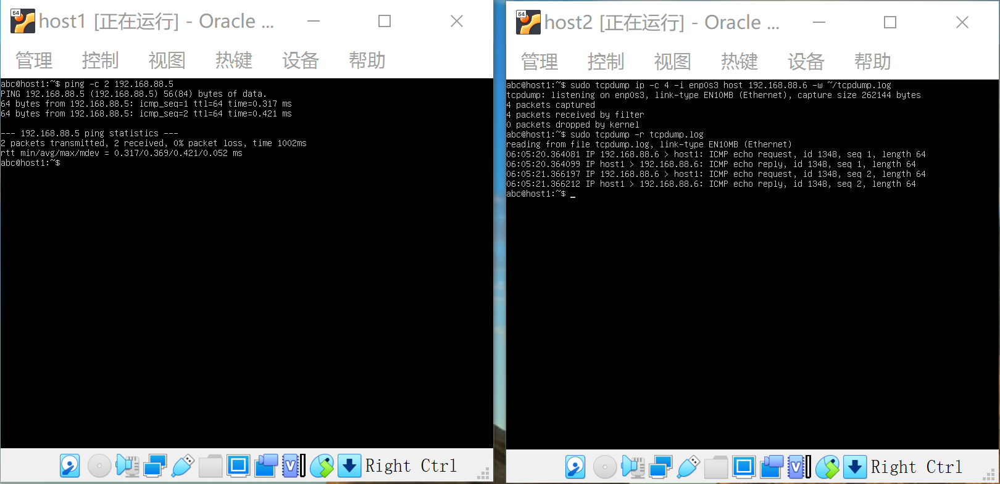 64
host1 [正在运行] - Oracle ...
管理 控制 视图 热键 设备 帮助
abc@host1:~$ ping -c 2 192.168.88.5
PING 192.168.88.5 (192.168.88.5) 56(84) bytes of data.
64 bytes from 192.168.88.5: icmp_seq=1 ttl=64 time=0.317 ms
64 bytes from 192.168.88.5: icmp_seq=2 ttl=64 time=0.421 ms
--- 192.168.88.5 ping statistics ---
2 packets transmitted, 2 received, 0% packet loss, time 1002ms
rtt min/avg/max/mdev = 0.317/0.369/0.421/0.052 ms
abc@host1:~$
V
Right Ctrl
64
host2 [正在运行] - Oracle ...
管理 控制 视图 热键 设备 帮助
abc@host1:~$ sudo tcpdump ip -c 4 -i enp0s3 host 192.168.88.6 -w ~/tcpdump.log
tcpdump: listening on enp0s3, link-type EN10MB (Ethernet), capture size 262144 bytes
4 packets captured
4 packets received by filter
0 packets dropped by kernel
abc@host1:~$ sudo tcpdump -r tcpdump.log
reading from file tcpdump.log, link-type EN10MB (Ethernet)
06:05:20.364081 IP 192.168.88.6 > host1: ICMP echo request, id 1348, seq 1, length 64
06:05:20.364099 IP host1 > 192.168.88.6: ICMP echo reply, id 1348, seq 1, length 64
06:05:21.366197 IP 192.168.88.6 > host1: ICMP echo request, id 1348, seq 2, length 64
06:05:21.366212 IP host1 > 192.168.88.6: ICMP echo reply, id 1348, seq 2, length 64
abc@host1:~$ _
V
Right Ctrl